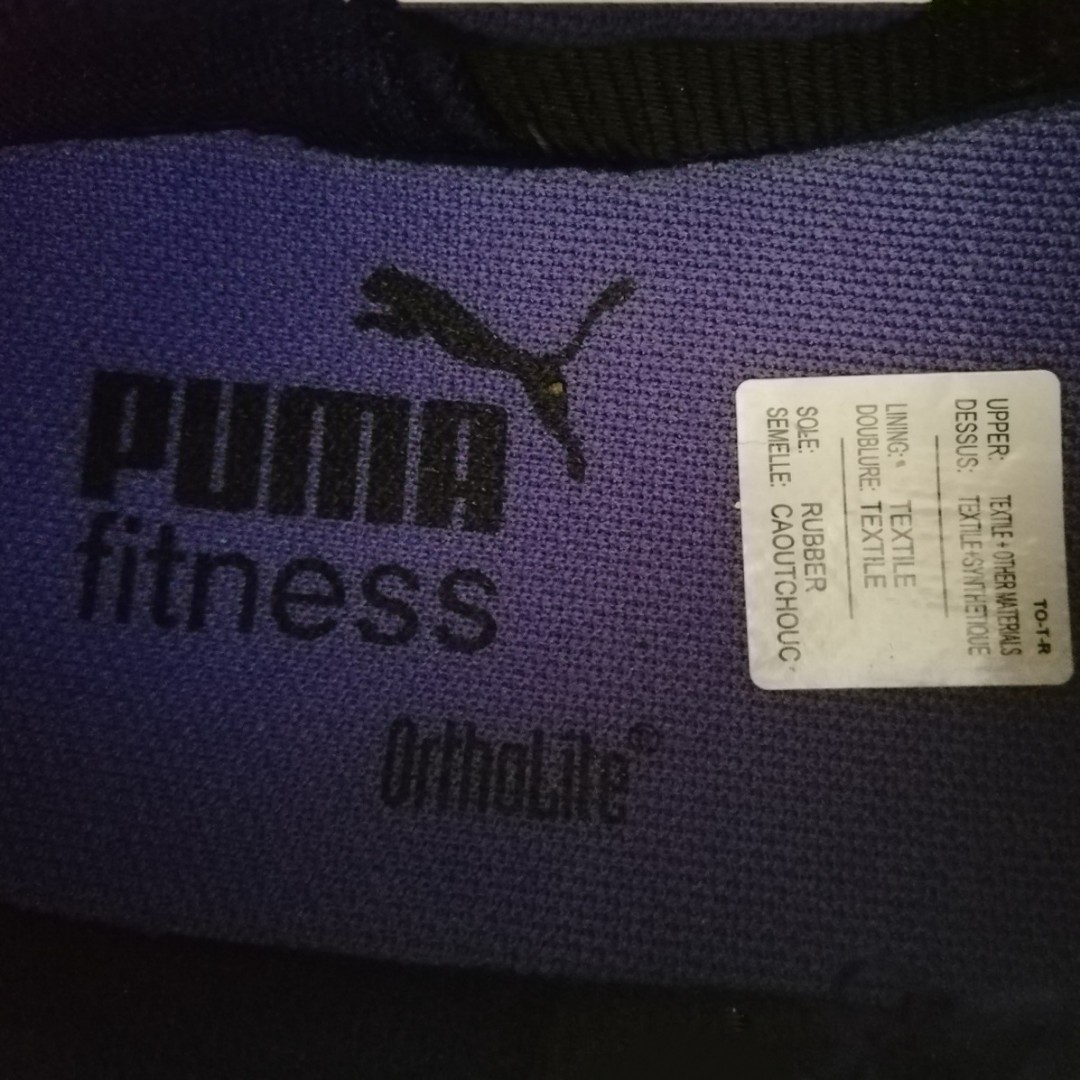 PUMA
fitness
OrthoLite®
TO-T-R
UPPER: TEXTILE + OTHER MATERIALS
DESSUS: TEXTILE+SYNTHETIQUE
LINING: TEXTILE
DOUBLURE: TEXTILE
SOLE: RUBBER
SEMELLE: CAOUTCHOUC